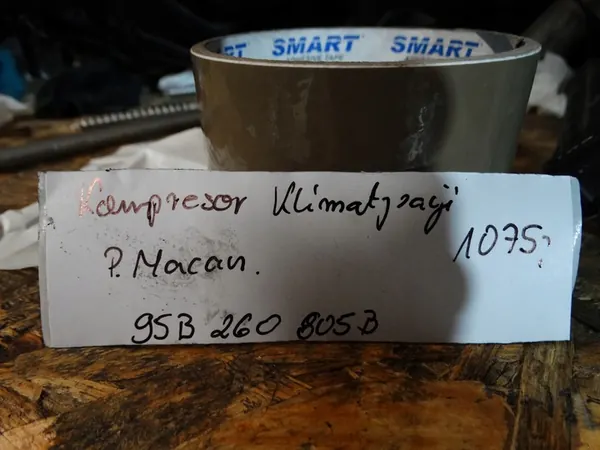 SMART SMART
Kompresor Klimatyzacji
1075,-
P. Macan.
95B 260 805B